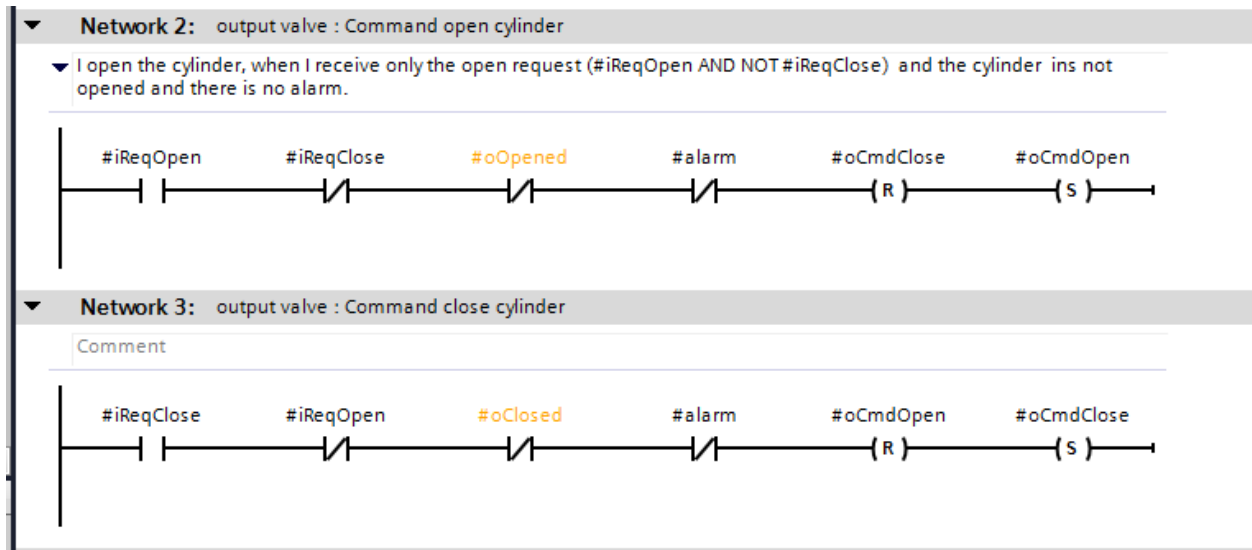 Network 2: output valve : Command open cylinder
I open the cylinder, when I receive only the open request (#iReqOpen AND NOT#iReqClose) and the cylinder ins not
opened and there is no alarm.
#iReqOpen #iReqClose #oOpened #alarm #oCmdClose #oCmdOpen
R S
Network 3: output valve : Command close cylinder
Comment
#iReqClose #iReqOpen #oClosed #alarm #oCmdOpen #oCmdClose
R S